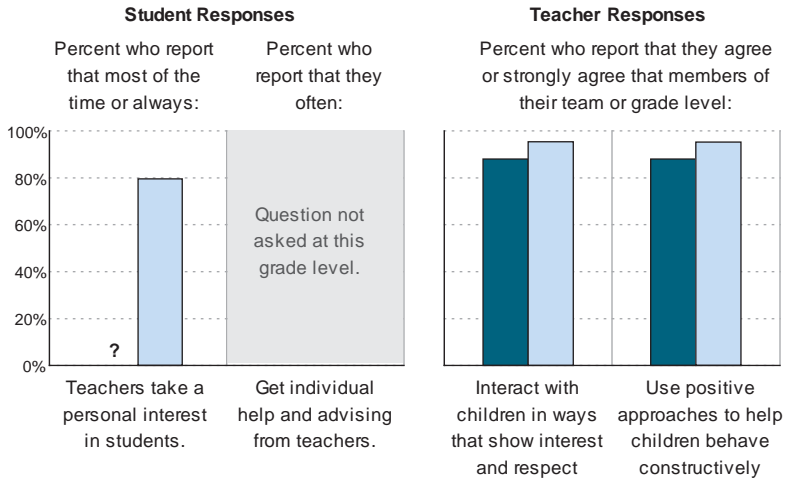 Student Responses
Percent who report
that most of the
time or always:
Percent who
report that they
often:
Teacher Responses
Percent who report that they agree
or strongly agree that members of
their team or grade level:
100%
80%
60%
40%
20%
0%
?
Question not
asked at this
grade level.
Teachers take a
personal interest
in students.
Get individual
help and advising
from teachers.
Interact with
children in ways
that show interest
and respect
Use positive
approaches to help
children behave
constructively